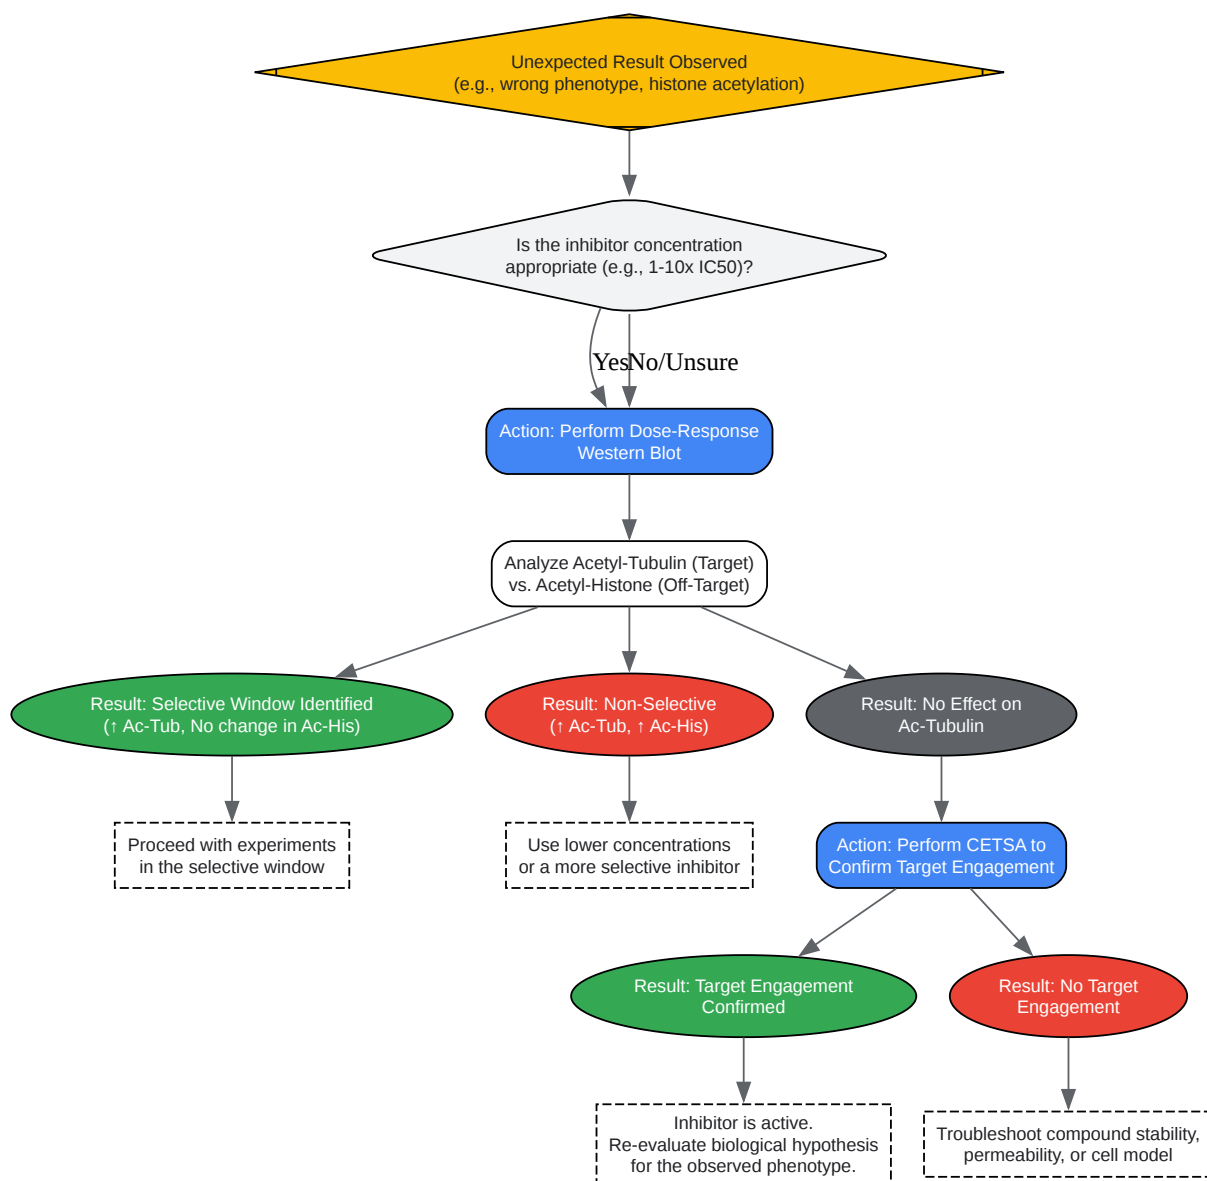 Unexpected Result Observed
(e.g., wrong phenotype, histone acetylation)
Is the inhibitor concentration
appropriate (e.g., 1-10x IC50)?
Yes
No/Unsure
Action: Perform Dose-Response
Western Blot
Analyze Acetyl-Tubulin (Target)
vs. Acetyl-Histone (Off-Target)
Result: Selective Window Identified
(↑ Ac-Tub, No change in Ac-His)
Result: Non-Selective
(↑ Ac-Tub, ↑ Ac-His)
Result: No Effect on
Ac-Tubulin
Proceed with experiments
in the selective window
Use lower concentrations
or a more selective inhibitor
Action: Perform CETSA to
Confirm Target Engagement
Result: Target Engagement
Confirmed
Result: No Target
Engagement
Inhibitor is active.
Re-evaluate biological hypothesis
for the observed phenotype.
Troubleshoot compound stability,
permeability, or cell model